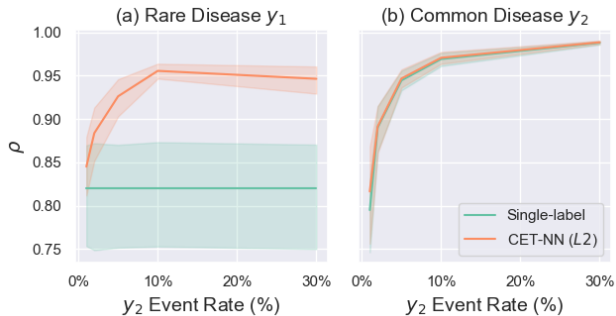 (a) Rare Disease y₁
(b) Common Disease y₂
1.00
0.95
0.90
0.85
0.80
0.75
ρ
0% 10% 20% 30%
0% 10% 20% 30%
y₂ Event Rate (%)
y₂ Event Rate (%)
Single-label
CET-NN (L2)